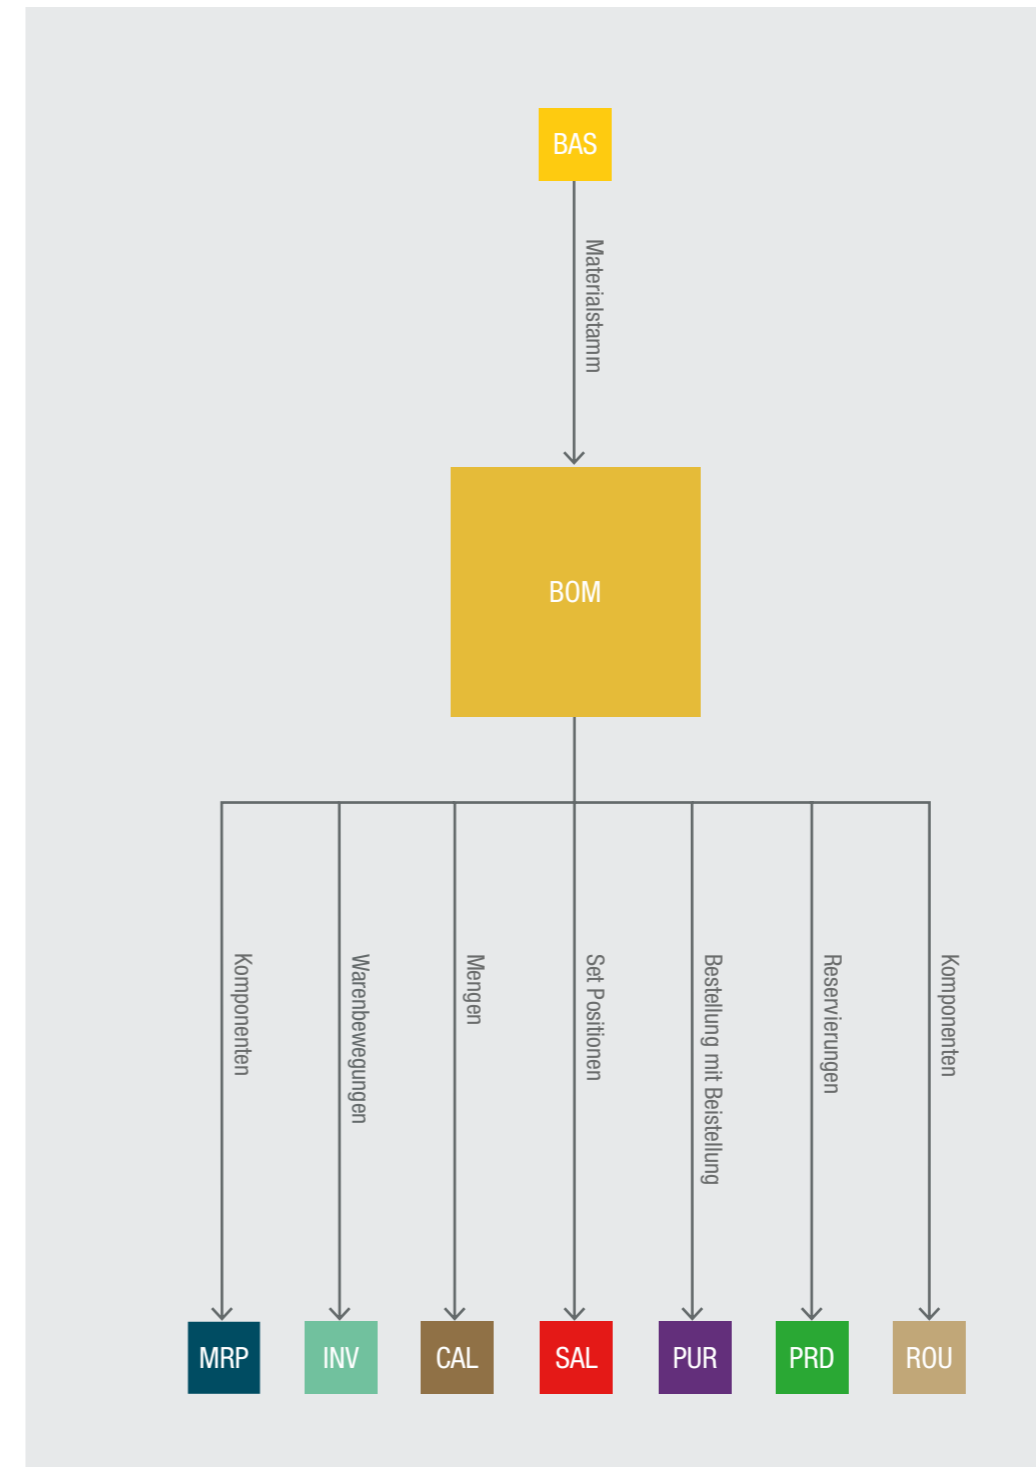 BAS
Materialstamm
BOM
Komponenten
Warenbewegungen
Mengen
Set Positionen
Bestellung mit Beistellung
Reservierungen
Komponenten
MRP
INV
CAL
SAL
PUR
PRD
ROU